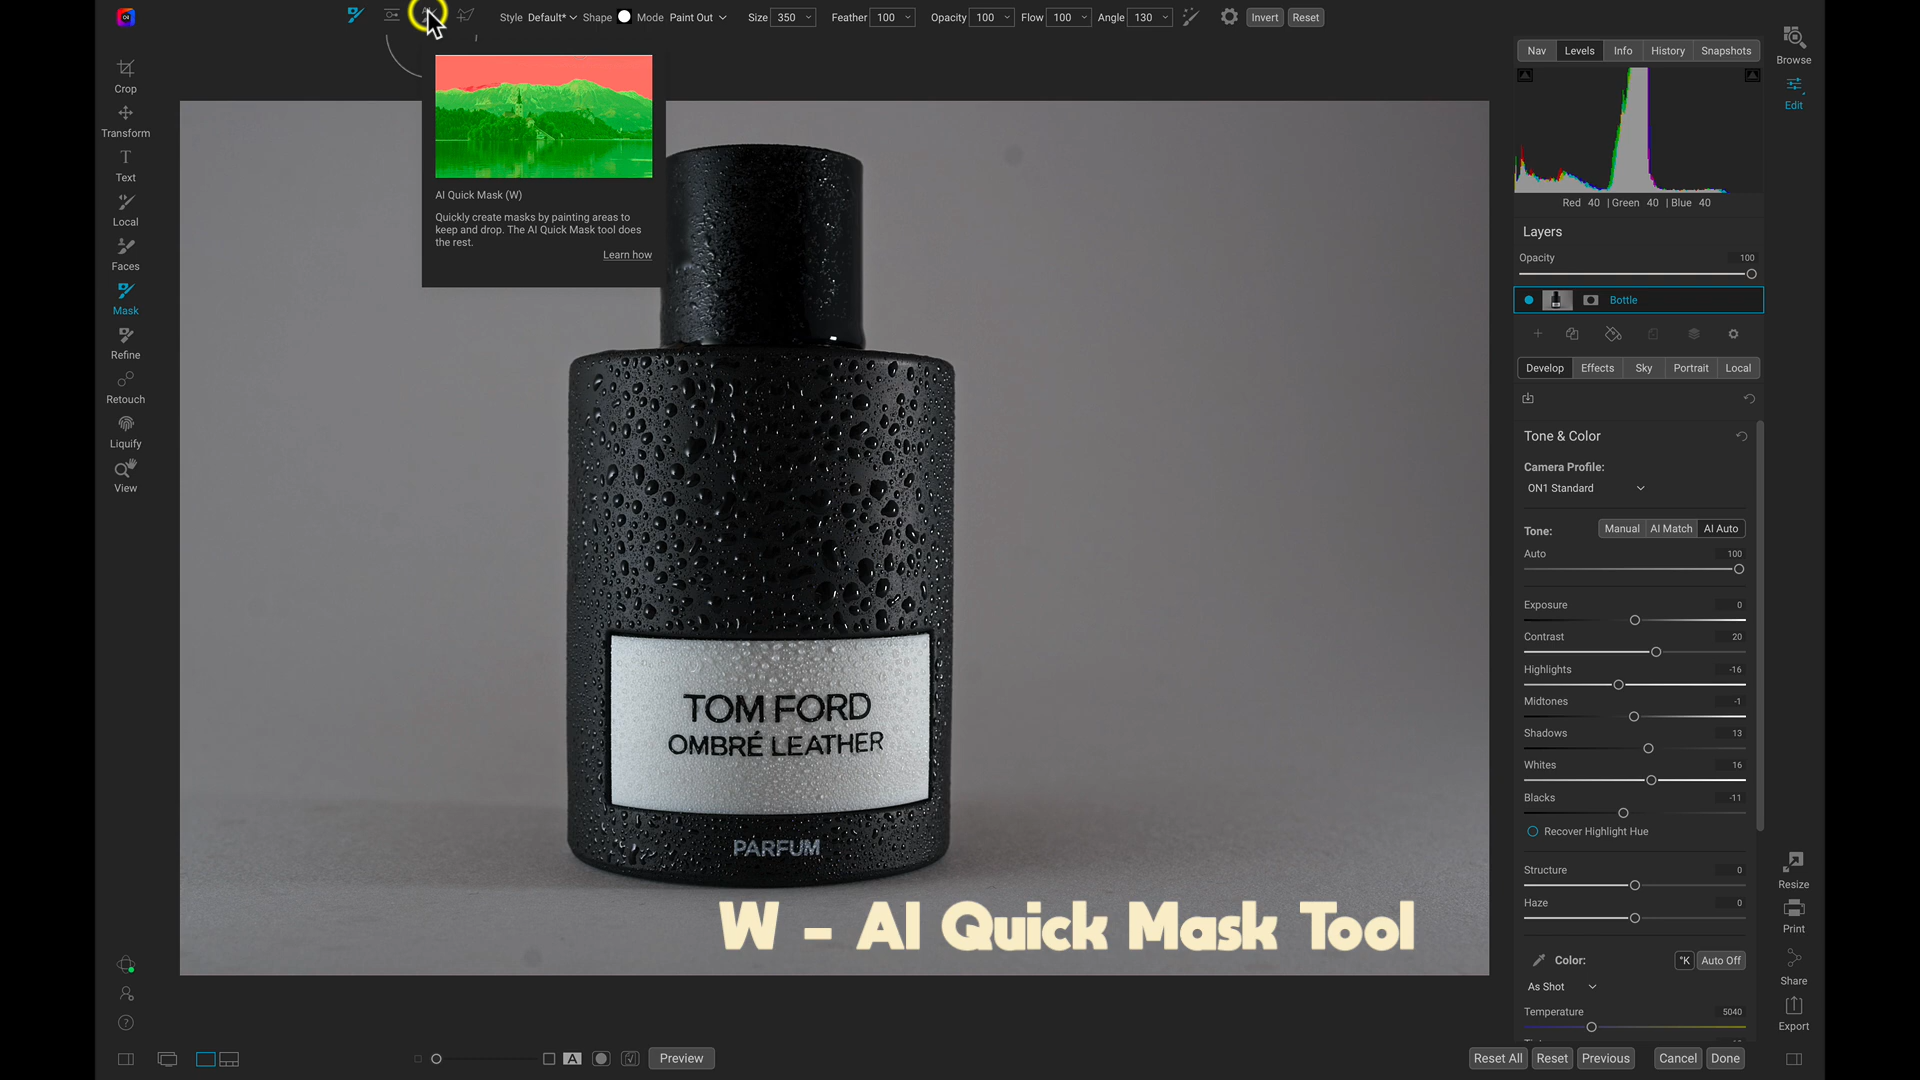 Style Default* Shape Mode Paint Out Size 350 Feather 100 Opacity 100 Flow 100 Angle 130 Invert Reset
Crop
Transform
T
Text
Local
Faces
Mask
Refine
Retouch
Liquify
View
AI Quick Mask (W)
Quickly create masks by painting areas to
keep and drop. The AI Quick Mask tool does
the rest.
Learn how
TOM FORD
OMBRÉ LEATHER
PARFUM
W - AI Quick Mask Tool
Nav Levels Info History Snapshots
Red 40 | Green 40 | Blue 40
Layers
Opacity 100
Bottle
Develop Effects Sky Portrait Local
Tone & Color
Camera Profile:
ON1 Standard
Tone: Manual AI Match AI Auto
Auto 100
Exposure 0
Contrast 20
Highlights -16
Midtones -1
Shadows 13
Whites 16
Blacks -11
Recover Highlight Hue
Structure 0
Haze 0
Color: °K Auto Off
As Shot
Temperature 5040
Browse
Edit
Resize
Print
Share
Export
A Preview
Reset All Reset Previous Cancel Done